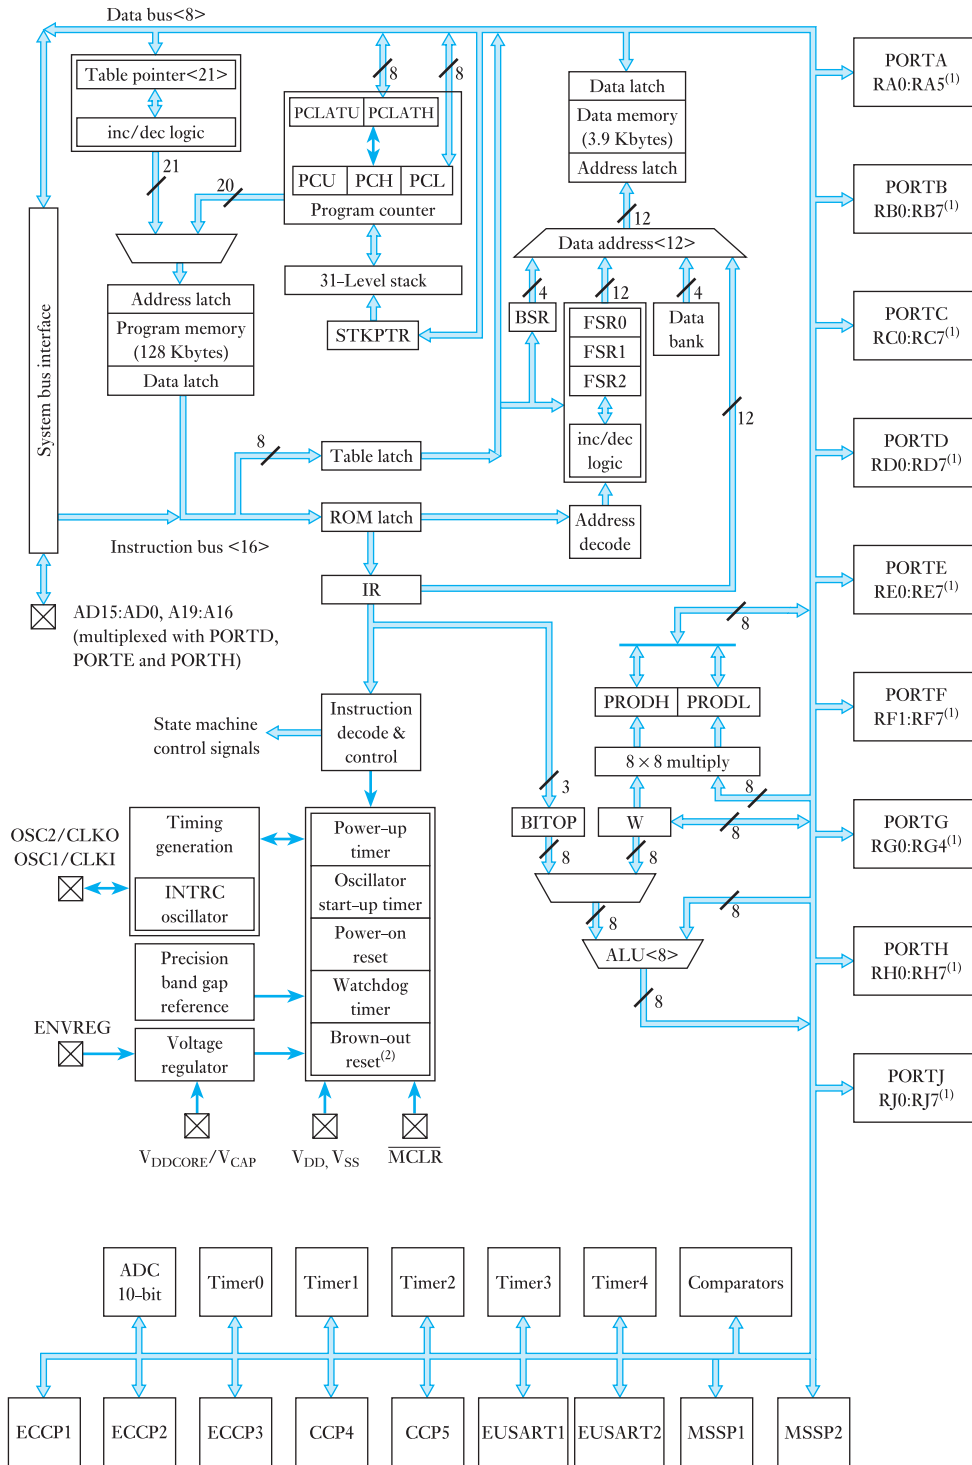 Data bus<8>
Table pointer<21>
inc/dec logic
21
20
8
8
PCLATU
PCLATH
PCU
PCH
PCL
Program counter
31–Level stack
STKPTR
Data latch
Data memory
(3.9 Kbytes)
Address latch
12
Data address<12>
4
12
4
BSR
FSR0
FSR1
FSR2
inc/dec
logic
Data
bank
12
System bus interface
Address latch
Program memory
(128 Kbytes)
Data latch
8
Table latch
ROM latch
Address
decode
Instruction bus <16>
IR
AD15:AD0, A19:A16
(multiplexed with PORTD,
PORTE and PORTH)
State machine
control signals
Instruction
decode &
control
8
PRODH
PRODL
8 × 8 multiply
3
8
BITOP
W
8
8
8
8
8
ALU<8>
8
OSC2/CLKO
OSC1/CLKI
Timing
generation
INTRC
oscillator
Power–up
timer
Oscillator
start–up timer
Power–on
reset
Watchdog
timer
Brown–out
reset(2)
Precision
band gap
reference
ENVREG
Voltage
regulator
VDDCORE/VCAP
VDD, VSS
MCLR
PORTA
RA0:RA5(1)
PORTB
RB0:RB7(1)
PORTC
RC0:RC7(1)
PORTD
RD0:RD7(1)
PORTE
RE0:RE7(1)
PORTF
RF1:RF7(1)
PORTG
RG0:RG4(1)
PORTH
RH0:RH7(1)
PORTJ
RJ0:RJ7(1)
ADC
10–bit
Timer0
Timer1
Timer2
Timer3
Timer4
Comparators
ECCP1
ECCP2
ECCP3
CCP4
CCP5
EUSART1
EUSART2
MSSP1
MSSP2